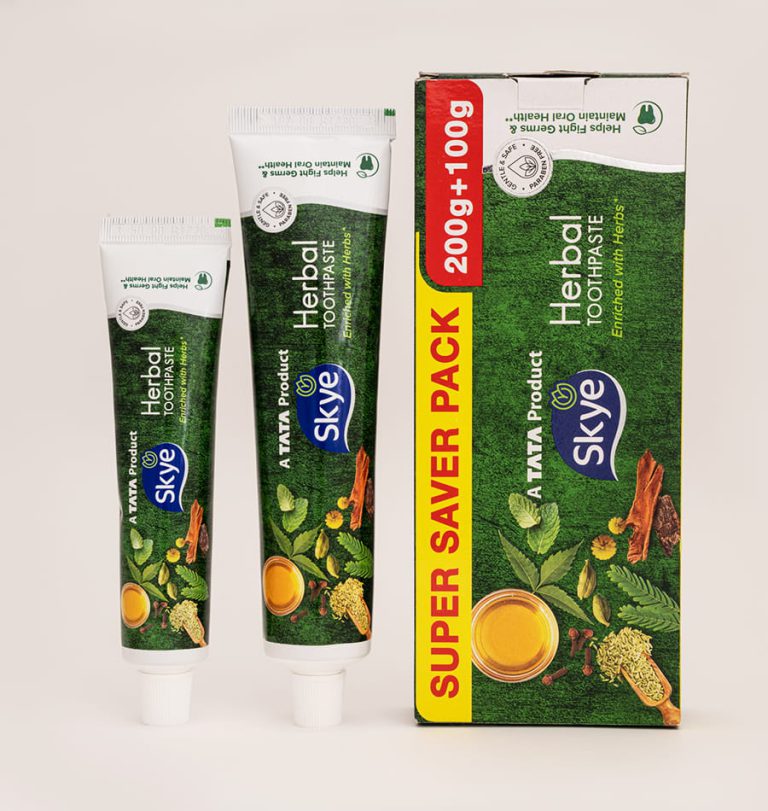 Helps Fight Germs &
Maintain Oral Health**
GENTLE & SAFE • PARABEN FREE •
Herbal
TOOTHPASTE
Enriched with Herbs*
A TATA Product
Skye
Helps Fight Germs &
Maintain Oral Health**
GENTLE & SAFE • PARABEN FREE •
Herbal
TOOTHPASTE
Enriched with Herbs*
A TATA Product
Skye
SUPER SAVER PACK
200g+100g
Helps Fight Germs &
Maintain Oral Health**
GENTLE & SAFE • PARABEN FREE •
Herbal
TOOTHPASTE
Enriched with Herbs*
A TATA Product
Skye